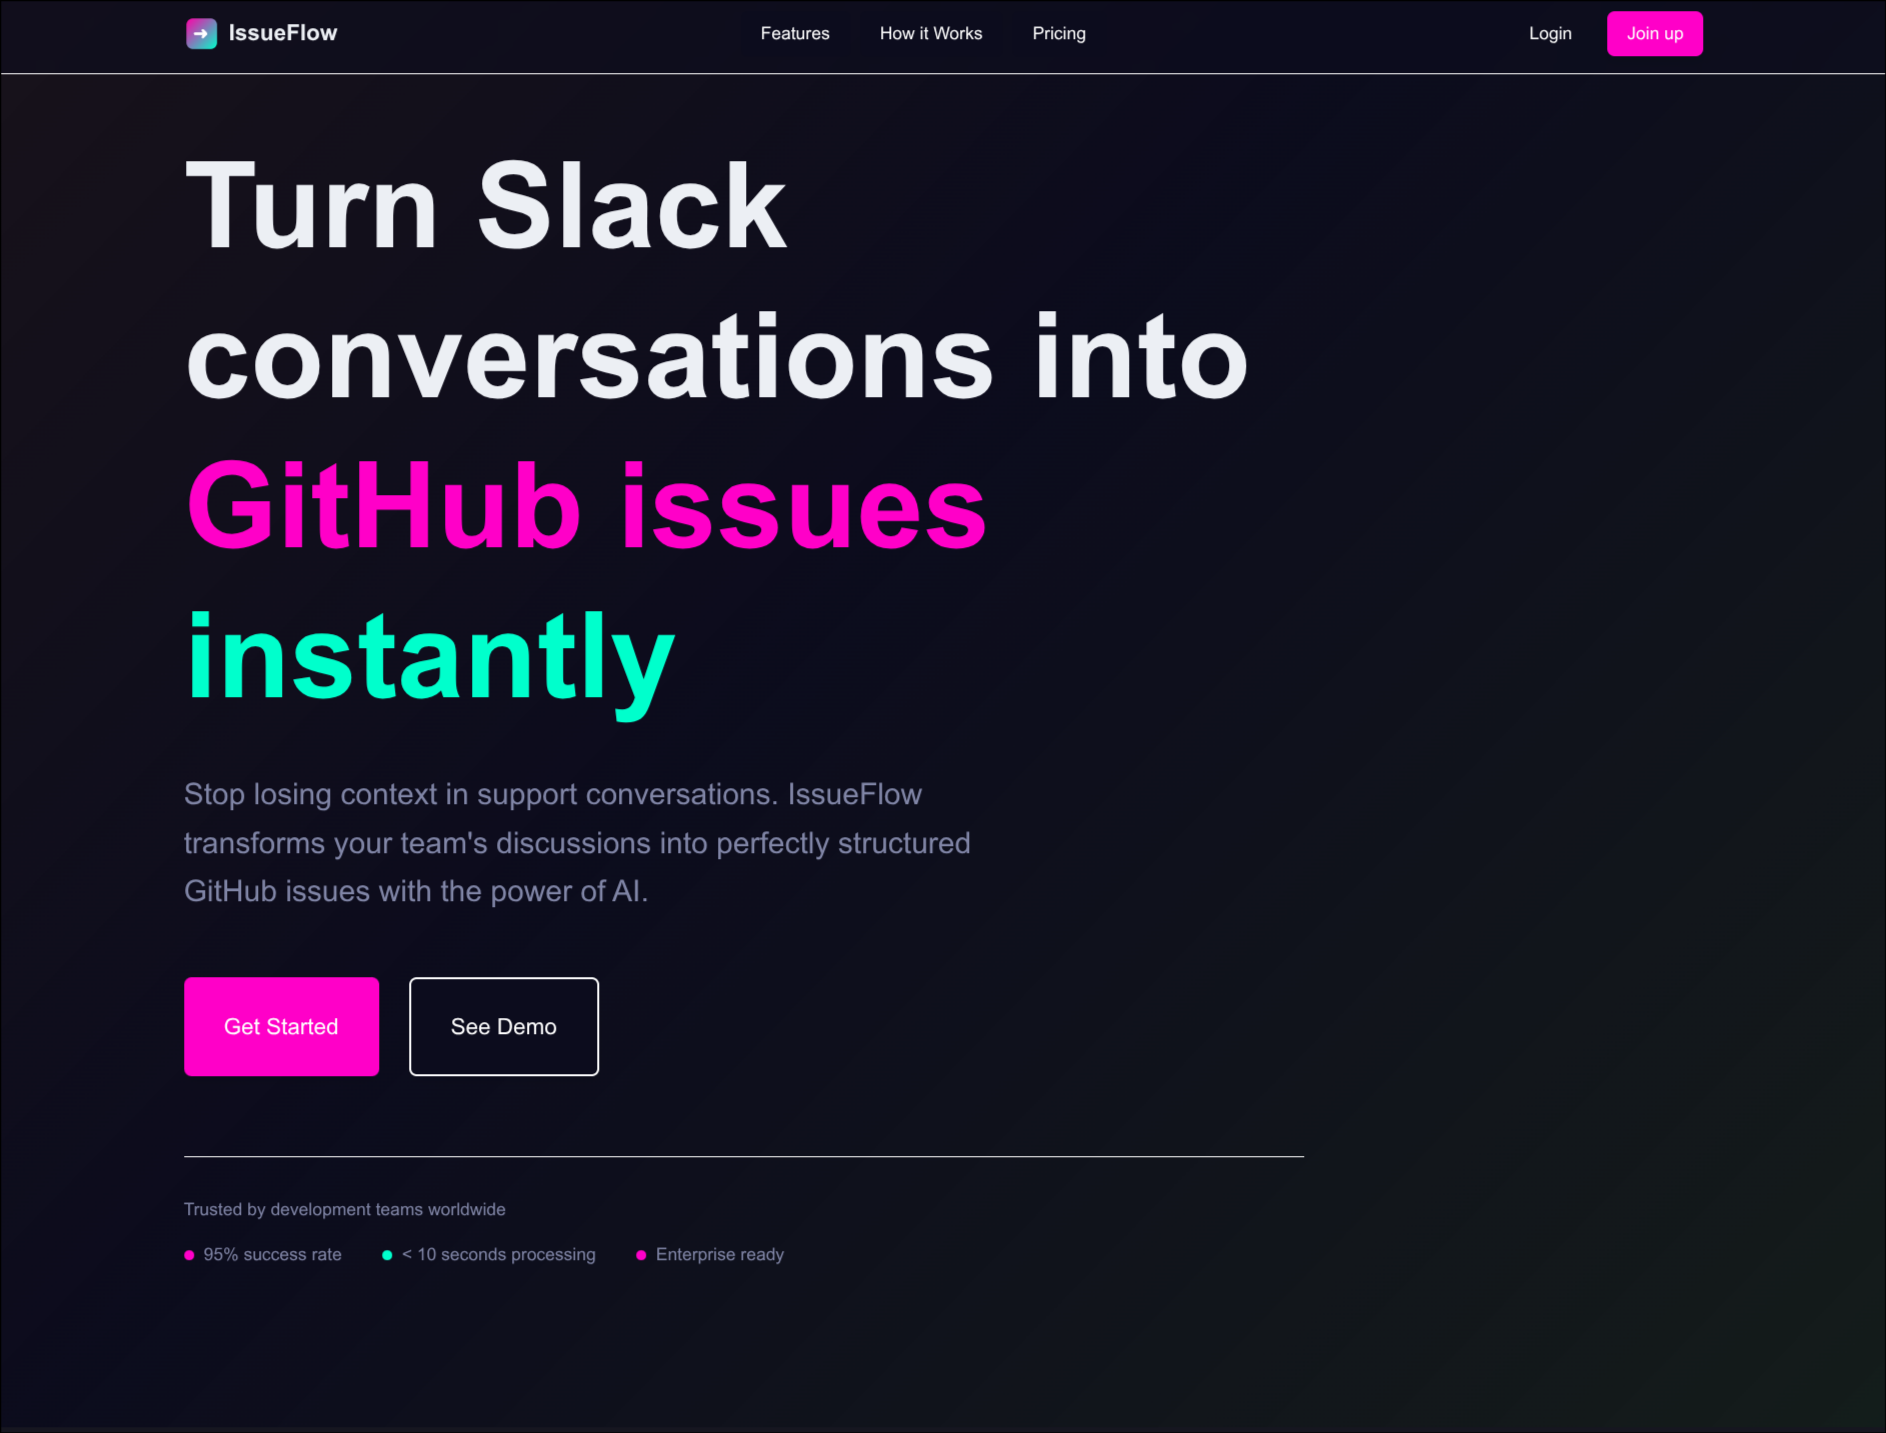 IssueFlow
Features
How it Works
Pricing
Login
Join up
Turn Slack
conversations into
GitHub issues
instantly
Stop losing context in support conversations. IssueFlow
transforms your team's discussions into perfectly structured
GitHub issues with the power of AI.
Get Started
See Demo
Trusted by development teams worldwide
95% success rate
< 10 seconds processing
Enterprise ready